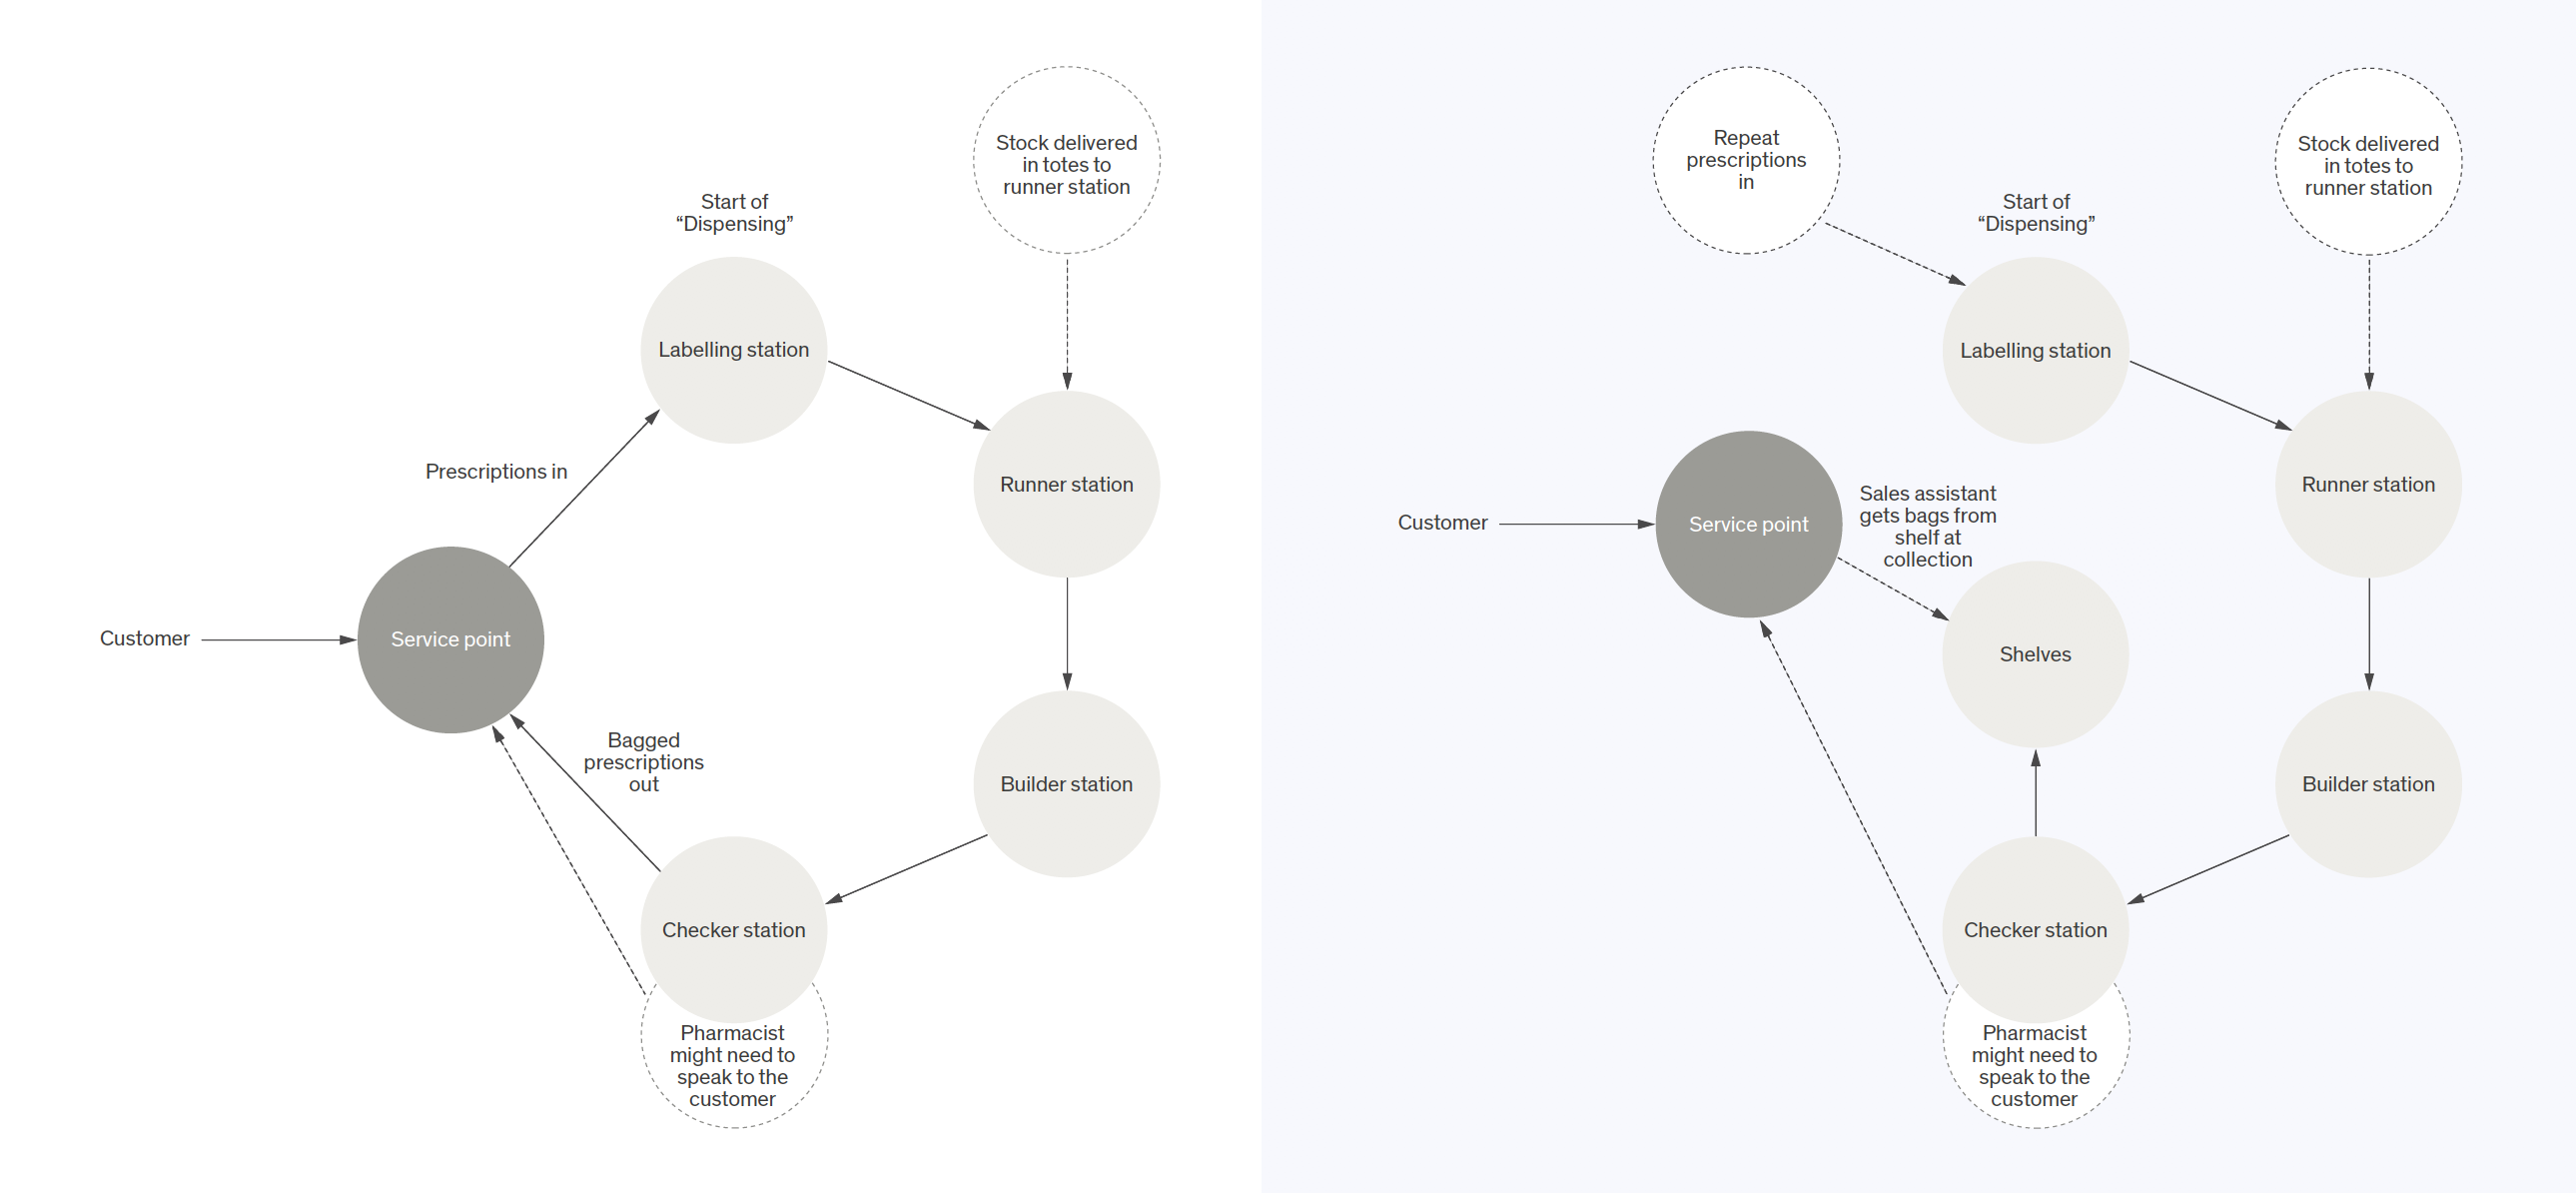 Stock delivered
in totes to
runner station
Start of
“Dispensing”
Labelling station
Prescriptions in
Runner station
Customer
Service point
Bagged
prescriptions
out
Builder station
Checker station
Pharmacist
might need to
speak to the
customer
Repeat
prescriptions
in
Stock delivered
in totes to
runner station
Start of
“Dispensing”
Labelling station
Runner station
Customer
Service point
Sales assistant
gets bags from
shelf at
collection
Shelves
Builder station
Checker station
Pharmacist
might need to
speak to the
customer